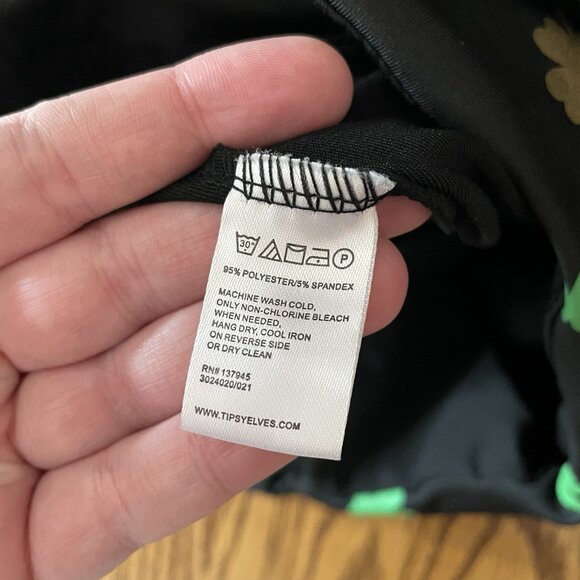 30°
P
95% POLYESTER/5% SPANDEX
MACHINE WASH COLD,
ONLY NON-CHLORINE BLEACH
WHEN NEEDED,
HANG DRY, COOL IRON
ON REVERSE SIDE
OR DRY CLEAN
RN# 137945
3024020/021
WWW.TIPSYELVES.COM